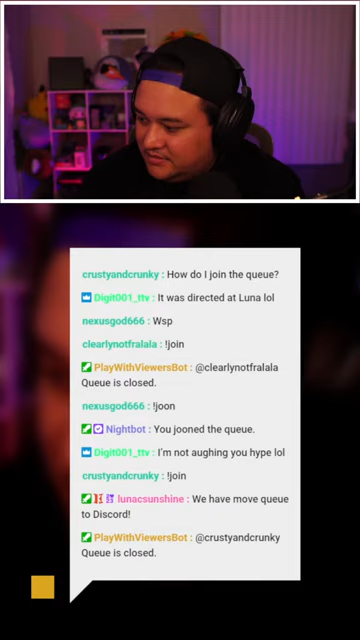 crustyandcrunky : How do I join the queue?
Digit001_ttv : It was directed at Luna lol
nexusgod666 : Wsp
clearlynotfralala : !join
PlayWithViewersBot : @clearlynotfralala
Queue is closed.
nexusgod666 : !joon
Nightbot : You jooned the queue.
Digit001_ttv : I'm not aughing you hype lol
crustyandcrunky : !join
lunacsunshine : We have move queue
to Discord!
PlayWithViewersBot : @crustyandcrunky
Queue is closed.